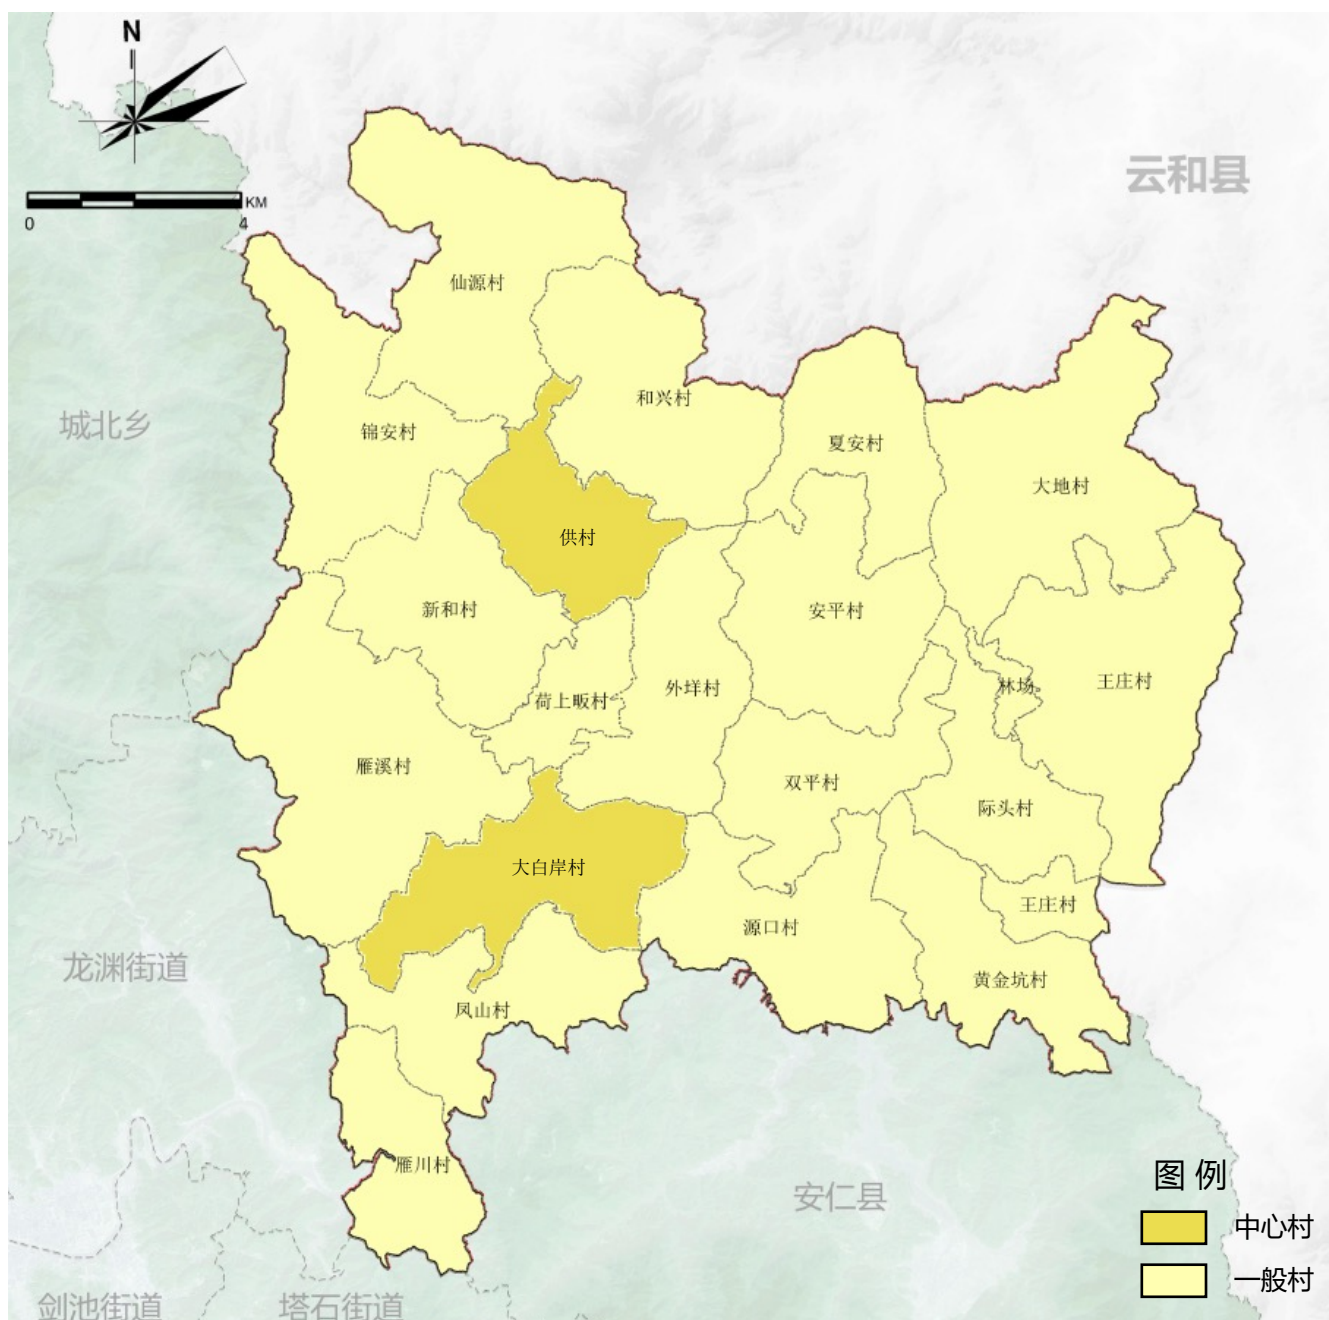 N
KM
0
4
云和县
仙源村
和兴村
城北乡
锦安村
夏安村
大地村
供村
新和村
安平村
荷上畈村
外垟村
林场
王庄村
雁溪村
双平村
际头村
大白岸村
王庄村
源口村
龙渊街道
黄金坑村
凤山村
雁川村
安仁县
图 例
中心村
一般村
剑池街道
塔石街道